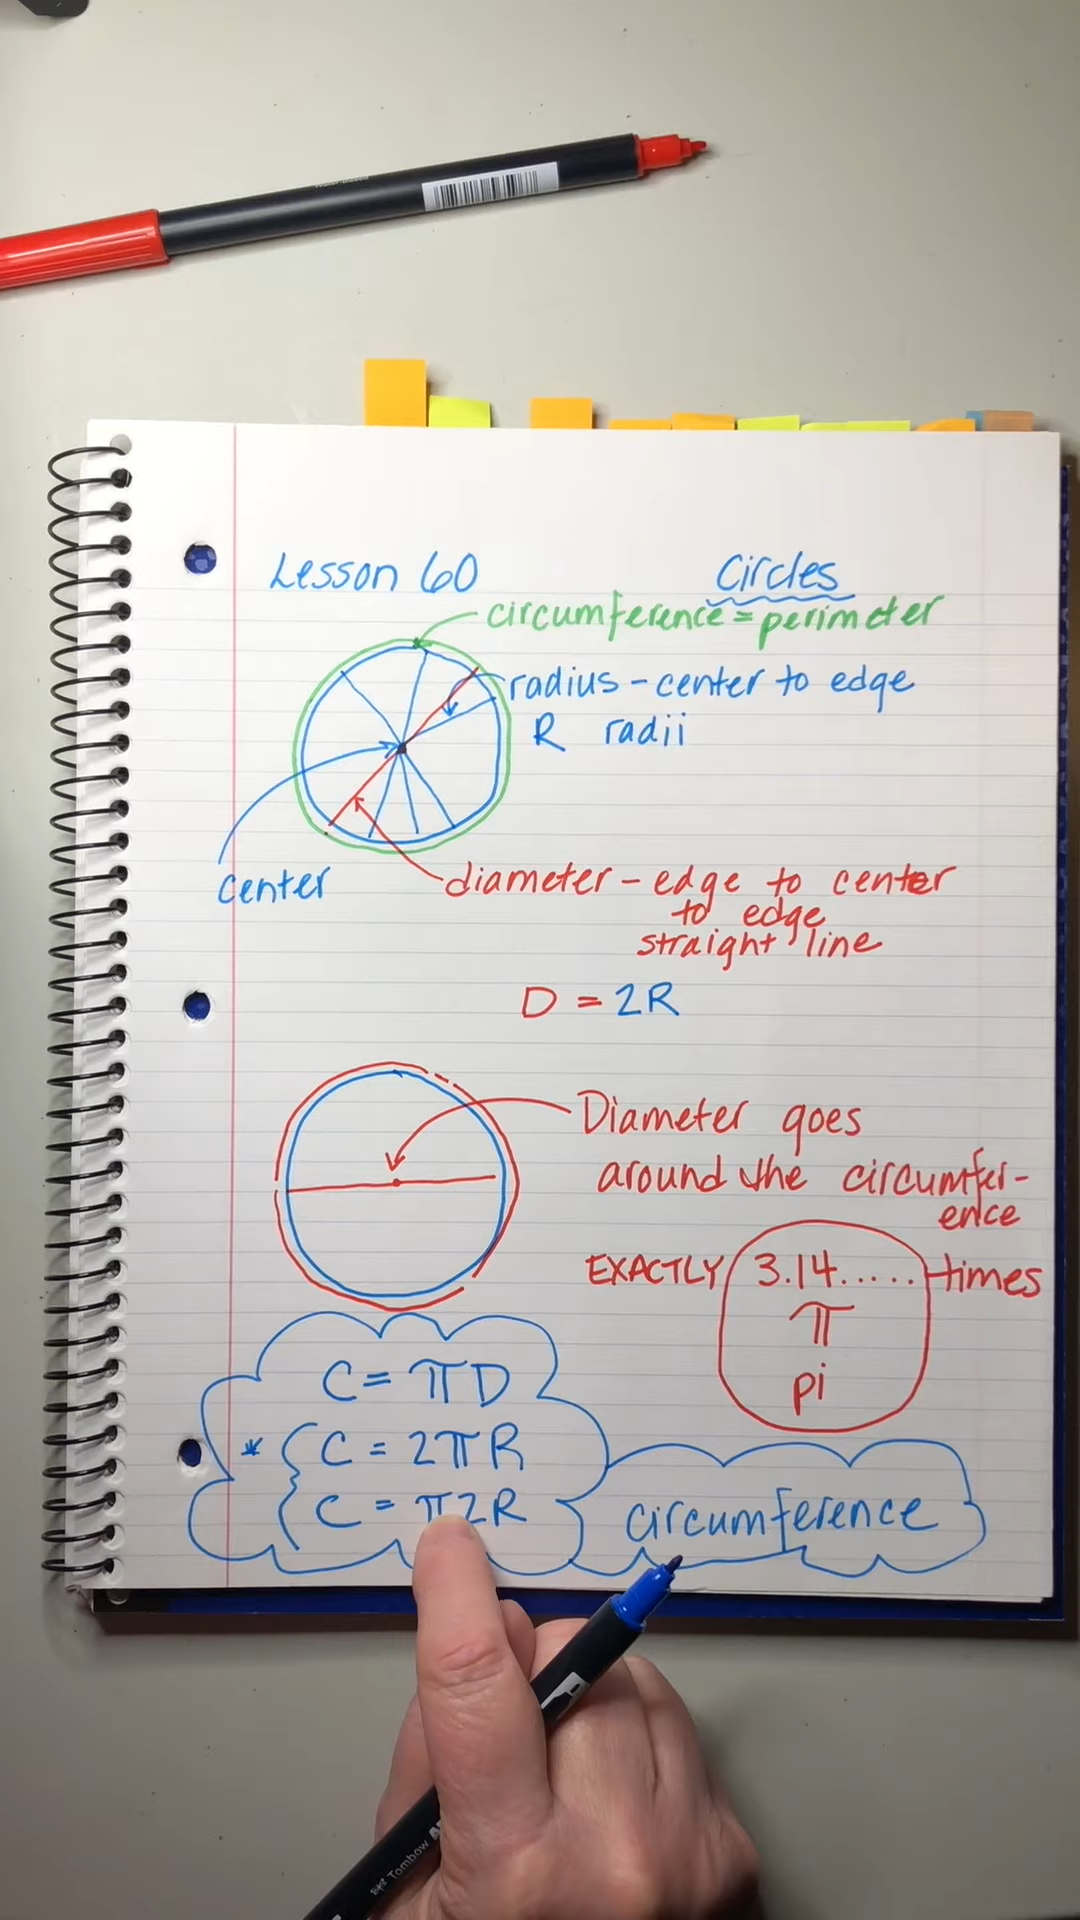 Lesson 60
Circles
circumference = perimeter
radius - center to edge
R radii
center
diameter - edge to center
to edge
straight line
D = 2R
Diameter goes
around the circumfer-
ence
EXACTLY 3.14..... times
π
pi
C = πD
* C = 2πR
C = π2R
circumference
Tombow